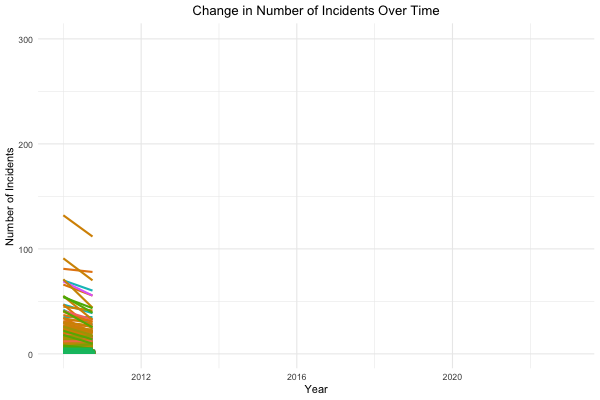 Change in Number of Incidents Over Time
300
200
100
0
Number of Incidents
2012
2016
2020
Year